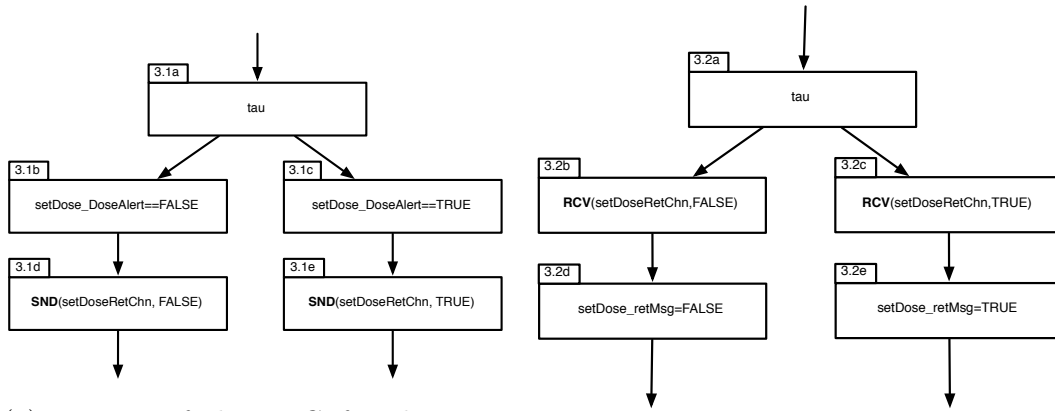 3.1a
tau
3.1b
setDose_DoseAlert==FALSE
3.1c
setDose_DoseAlert==TRUE
3.1d
SND(setDoseRetChn, FALSE)
3.1e
SND(setDoseRetChn, TRUE)
3.2a
tau
3.2b
RCV(setDoseRetChn,FALSE)
3.2c
RCV(setDoseRetChn,TRUE)
3.2d
setDose_retMsg=FALSE
3.2e
setDose_retMsg=TRUE